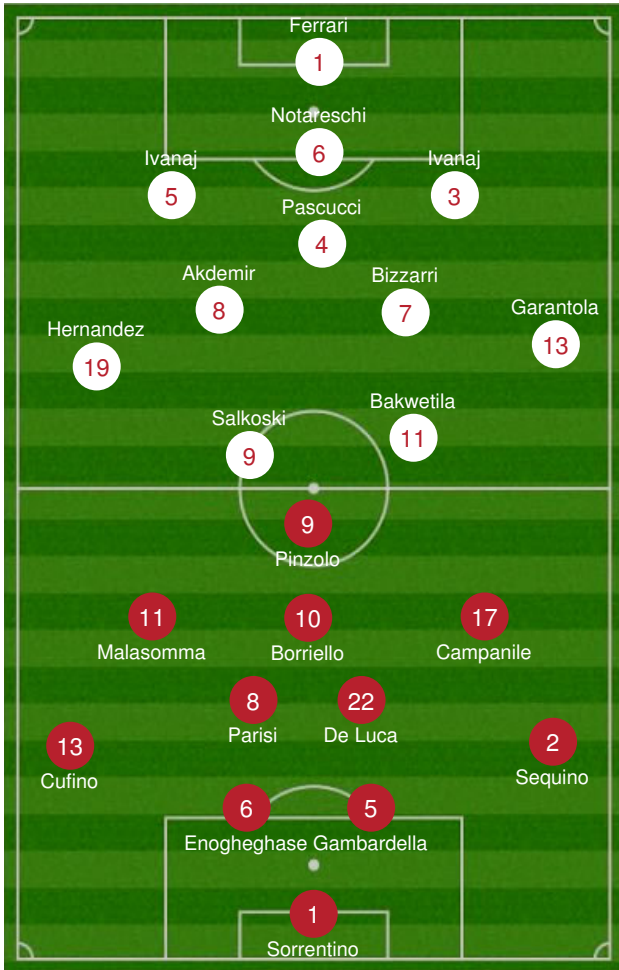 Ferrari
1
Notareschi
6
Ivanaj
5
Ivanaj
3
Pascucci
4
Akdemir
8
Bizzarri
7
Garantola
13
Hernandez
19
Bakwetila
11
Salkoski
9
9
Pinzolo
11
Malasomma
10
Borriello
17
Campanile
8
Parisi
22
De Luca
13
Cufino
2
Sequino
6
Enogheghase
5
Gambardella
1
Sorrentino